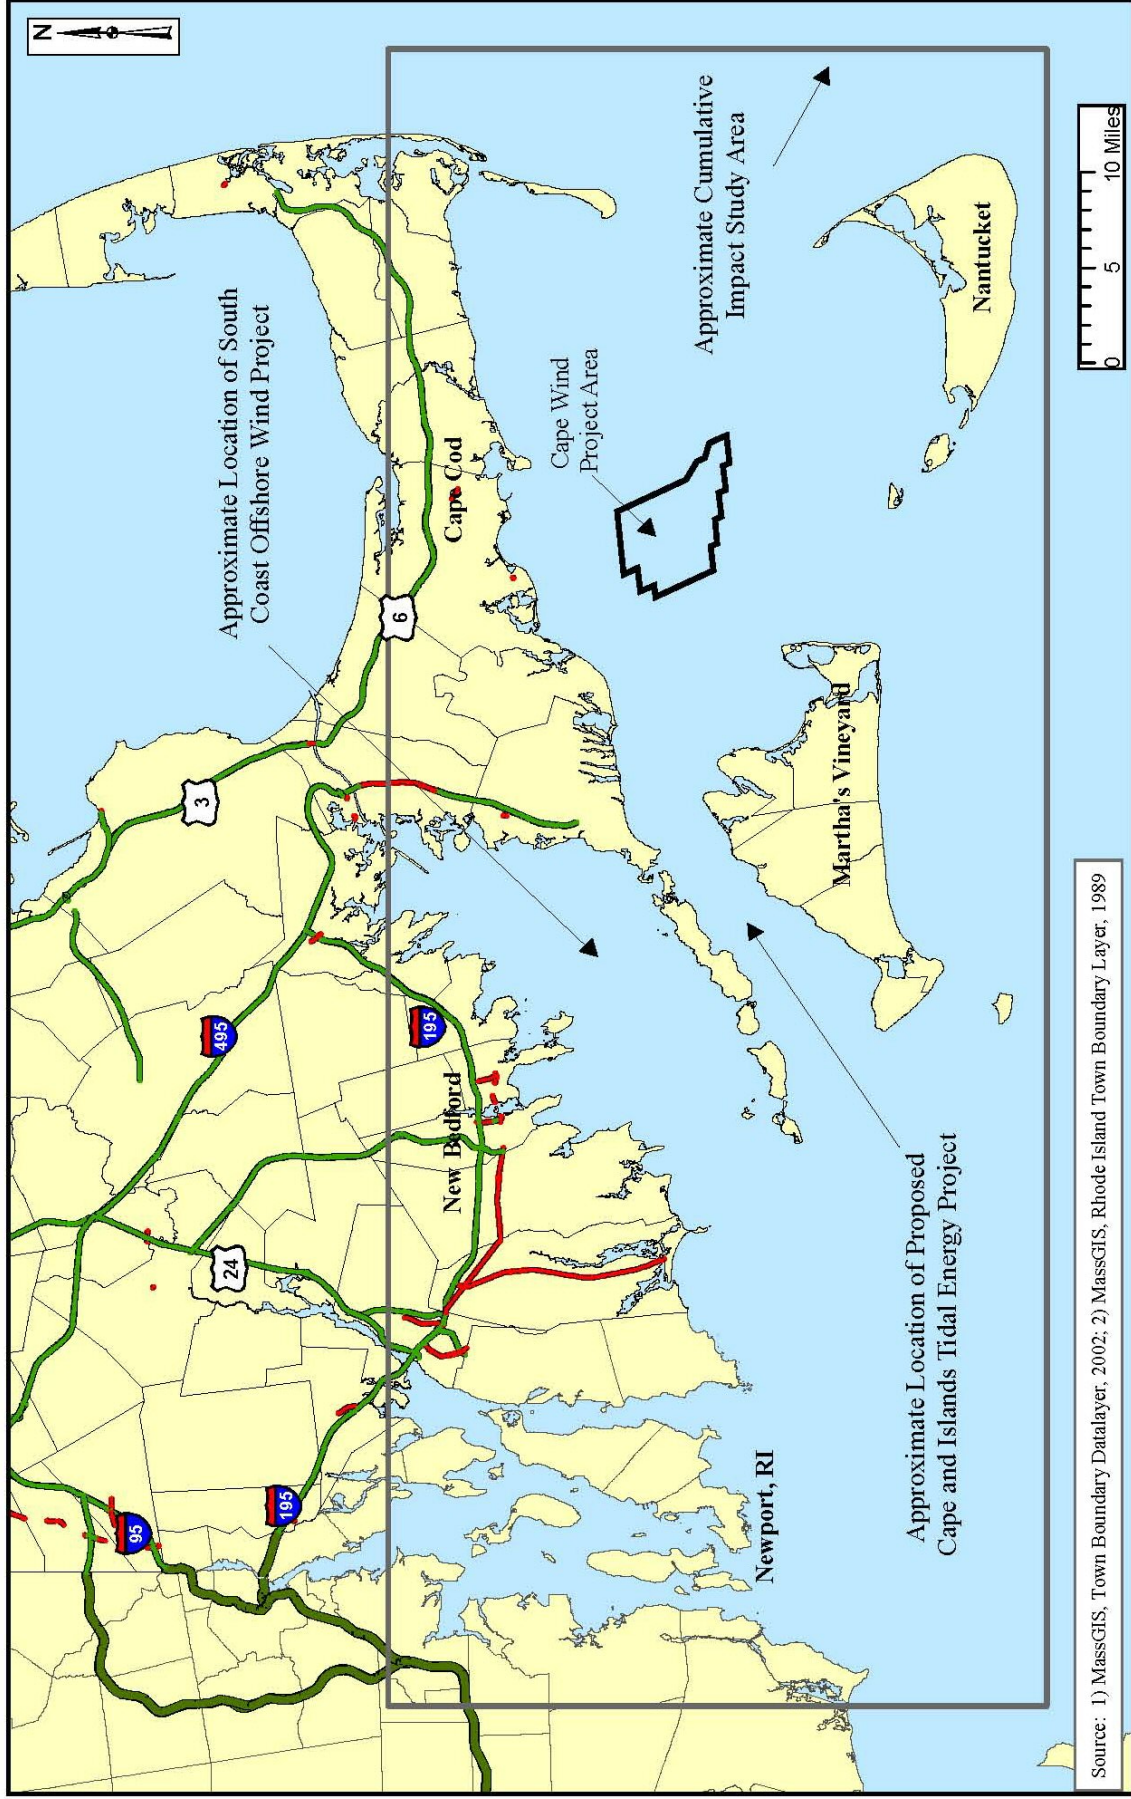 N
Approximate Location of South
Coast Offshore Wind Project
3
495
24
95
195
6
195
New Bedford
Cape Cod
Cape Wind
Project Area
Approximate Cumulative
Impact Study Area
Martha's Vineyard
Nantucket
Newport, RI
Approximate Location of Proposed
Cape and Islands Tidal Energy Project
0 5 10 Miles
Source: 1) MassGIS, Town Boundary Datalayer, 2002; 2) MassGIS, Rhode Island Town Boundary Layer, 1989